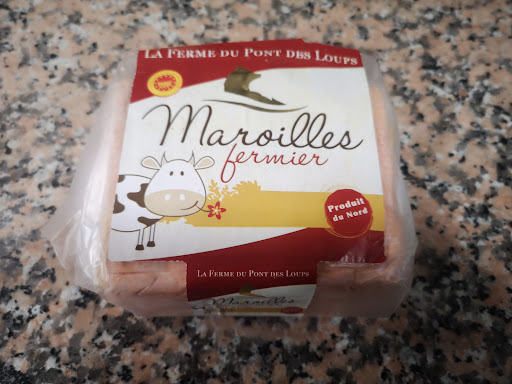 La Ferme du Pont des Loups
Maroilles
fermier
Produit
du Nord
La Ferme du Pont des Loups
Maroilles